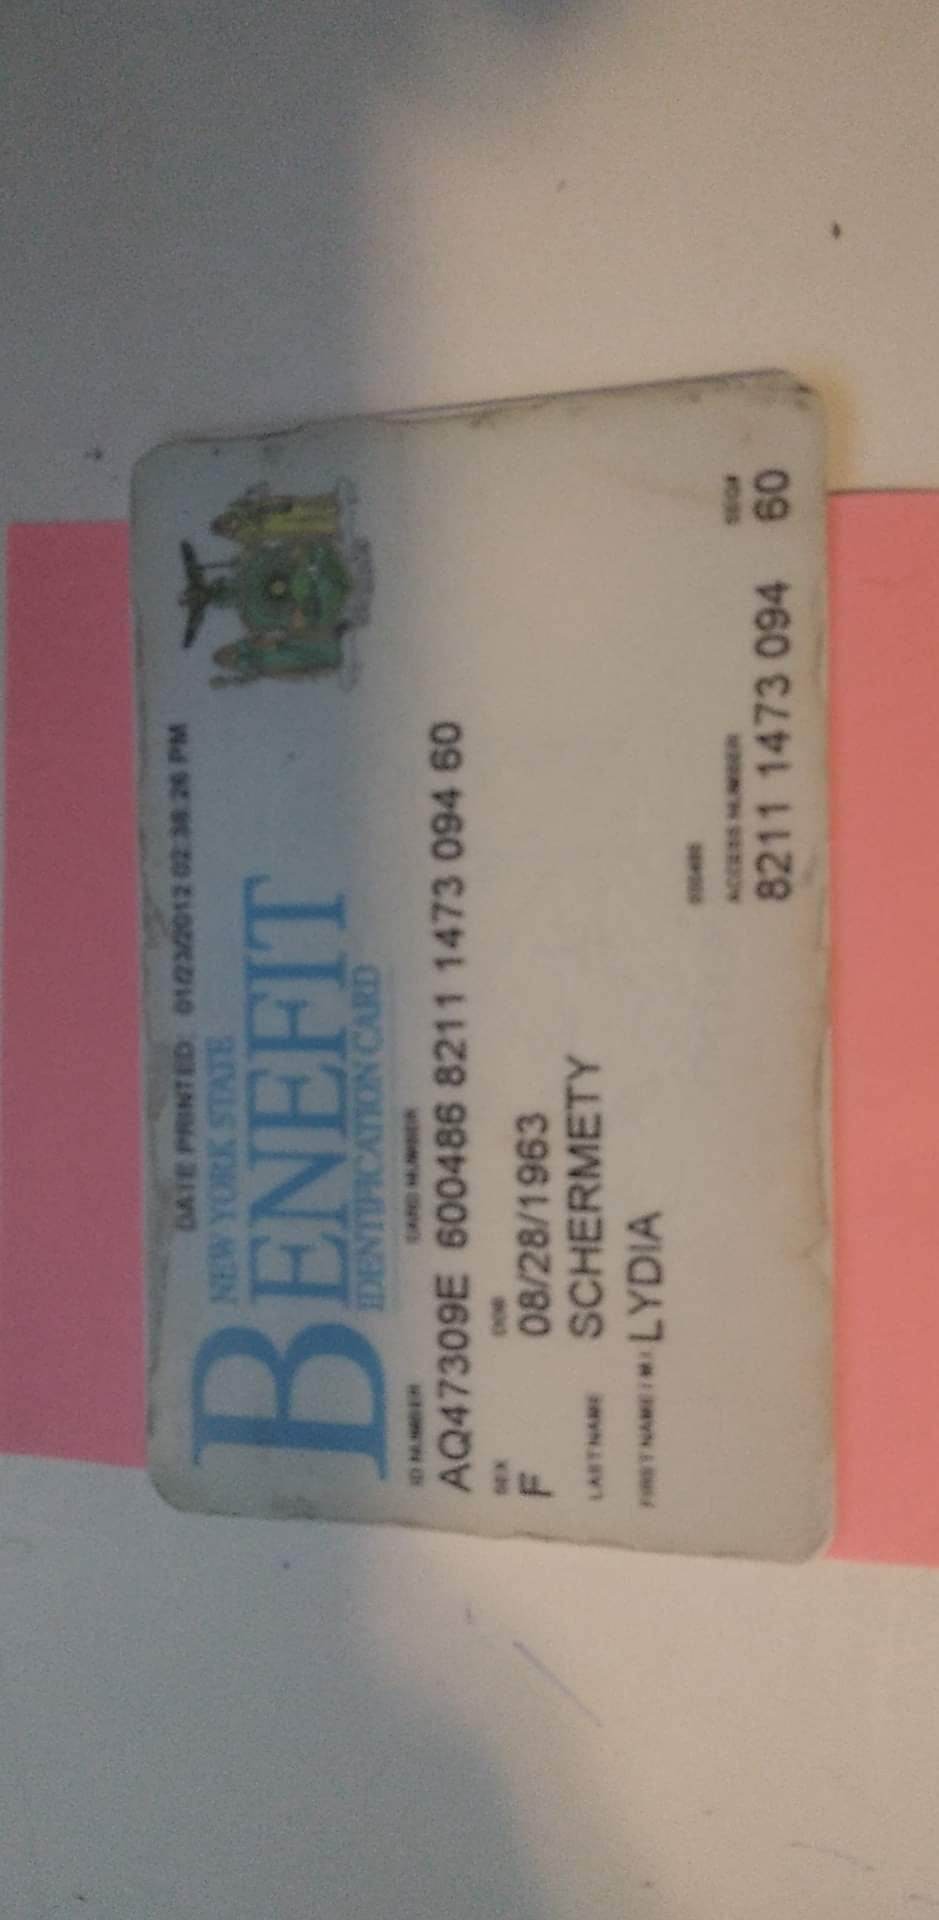 DATE PRINTED: 01/23/2012 02:38:26 PM
NEW YORK STATE
BENEFIT
IDENTIFICATION CARD
ID NUMBER CARD NUMBER
AQ47309E 600486 8211 1473 094 60
SEX DOB
F 08/28/1963
LAST NAME SCHERMETY
FIRST NAME / M.I. LYDIA
600486
ACCESS NUMBER SEQ#
8211 1473 094 60